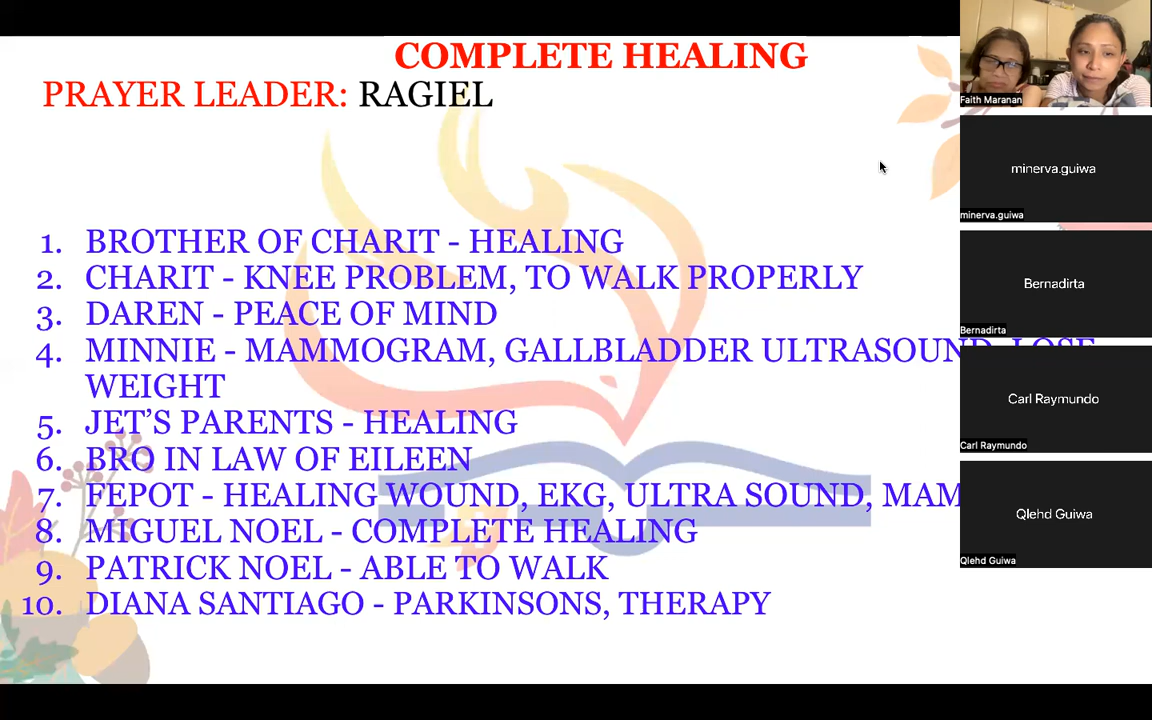 COMPLETE HEALING
PRAYER LEADER: RAGIEL
1. BROTHER OF CHARIT - HEALING
2. CHARIT - KNEE PROBLEM, TO WALK PROPERLY
3. DAREN - PEACE OF MIND
4. MINNIE - MAMMOGRAM, GALLBLADDER ULTRASOUND, LOSE
WEIGHT
5. JET’S PARENTS - HEALING
6. BRO IN LAW OF EILEEN
7. FEPOT - HEALING WOUND, EKG, ULTRA SOUND, MAM
8. MIGUEL NOEL - COMPLETE HEALING
9. PATRICK NOEL - ABLE TO WALK
10. DIANA SANTIAGO - PARKINSONS, THERAPY
Faith Maranan
minerva.guiwa
minerva.guiwa
Bernadirta
Bernadirta
Carl Raymundo
Carl Raymundo
Qlehd Guiwa
Qlehd Guiwa